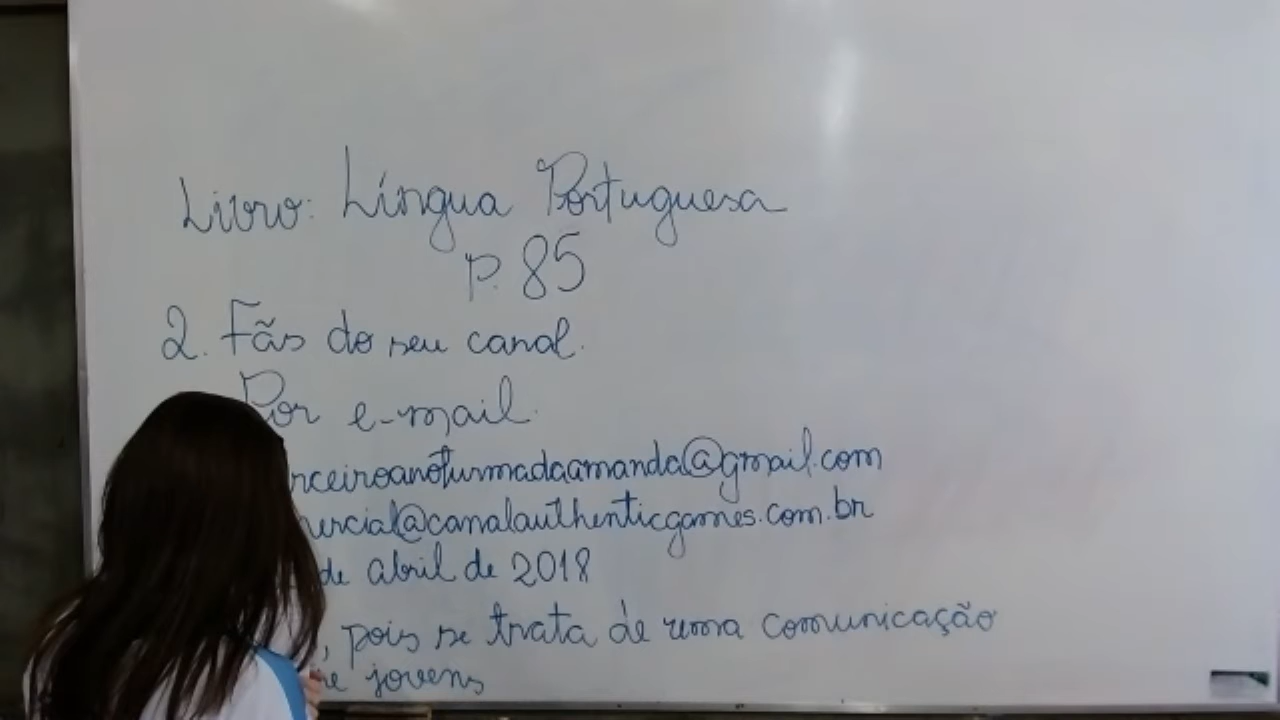 Livro: Língua Portuguesa
p. 85
2. Fãs do seu canal.
Por e-mail.
rceiroanoturmadaamanda@gmail.com
ercial@canalauthenticgames.com.br
de abril de 2018
, pois se trata de uma comunicação
re jovens